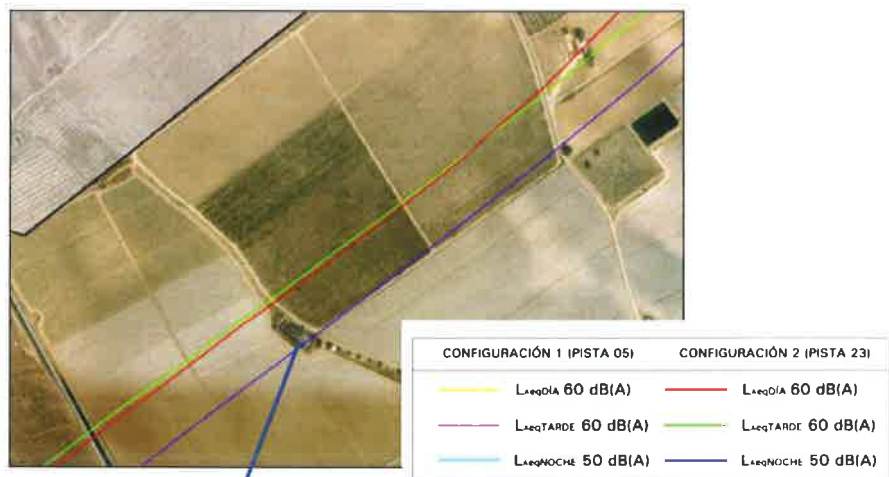 CONFIGURACIÓN 1 (PISTA 05) CONFIGURACIÓN 2 (PISTA 23)
LAeqDÍA 60 dB(A) LAeqDÍA 60 dB(A)
LAeqTARDE 60 dB(A) LAeqTARDE 60 dB(A)
LAeqNOCHE 50 dB(A) LAeqNOCHE 50 dB(A)